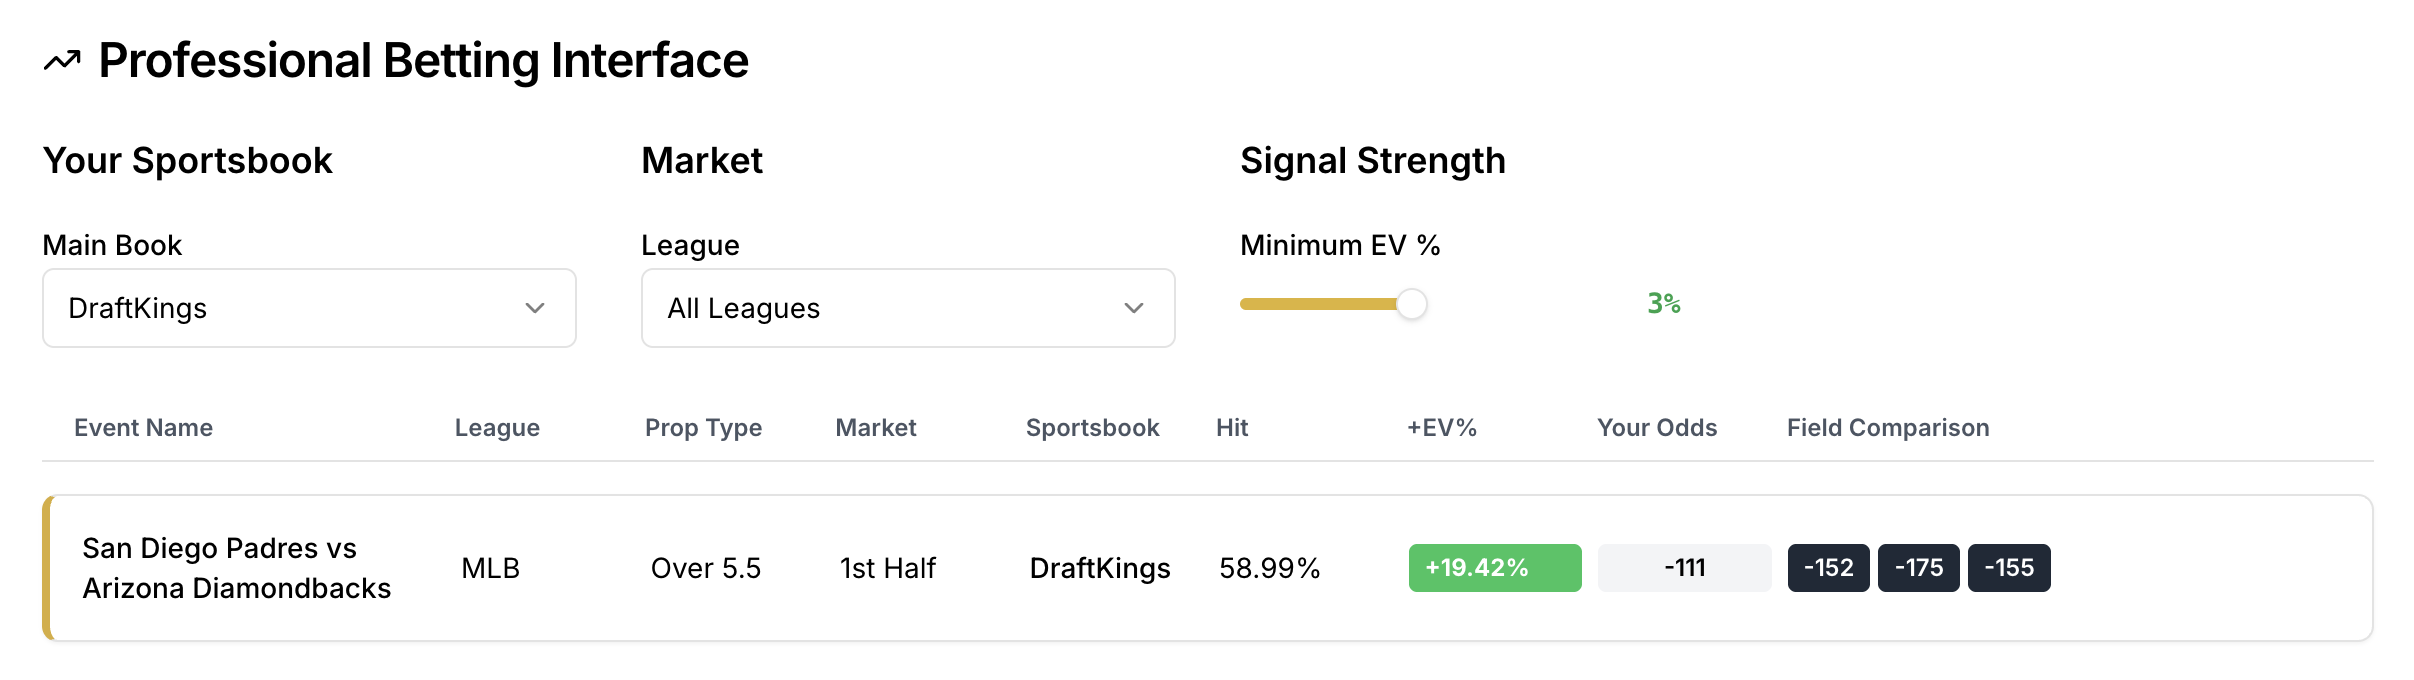 Professional Betting Interface
Your Sportsbook
Market
Signal Strength
Main Book
League
Minimum EV %
DraftKings
All Leagues
3%
Event Name League Prop Type Market Sportsbook Hit +EV% Your Odds Field Comparison
San Diego Padres vs
Arizona Diamondbacks
MLB Over 5.5 1st Half DraftKings 58.99% +19.42% -111 -152 -175 -155